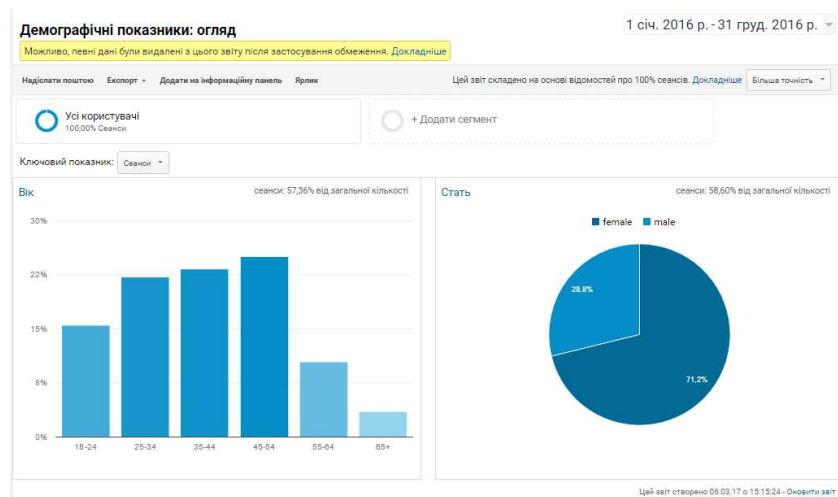 Демографічні показники: огляд
1 січ. 2016 р. - 31 груд. 2016 р.
Можливо, певні дані були видалені з цього звіту після застосування обмеження. Докладніше
Надіслати поштою Експорт Додати на інформаційну панель Ярлик
Цей звіт складено на основі відомостей про 100% сеансів. Докладніше Більша точність
Усі користувачі
100,00% Сеанси
+ Додати сегмент
Ключовий показник: Сеанси
Вік
сеанси: 57,36% від загальної кількості
30%
22%
15%
8%
0%
18-24 25-34 35-44 45-54 55-64 65+
Стать
сеанси: 58,60% від загальної кількості
female male
28,8%
71,2%
Цей звіт створено 06.03.17 о 15:15:24 - Оновити звіт